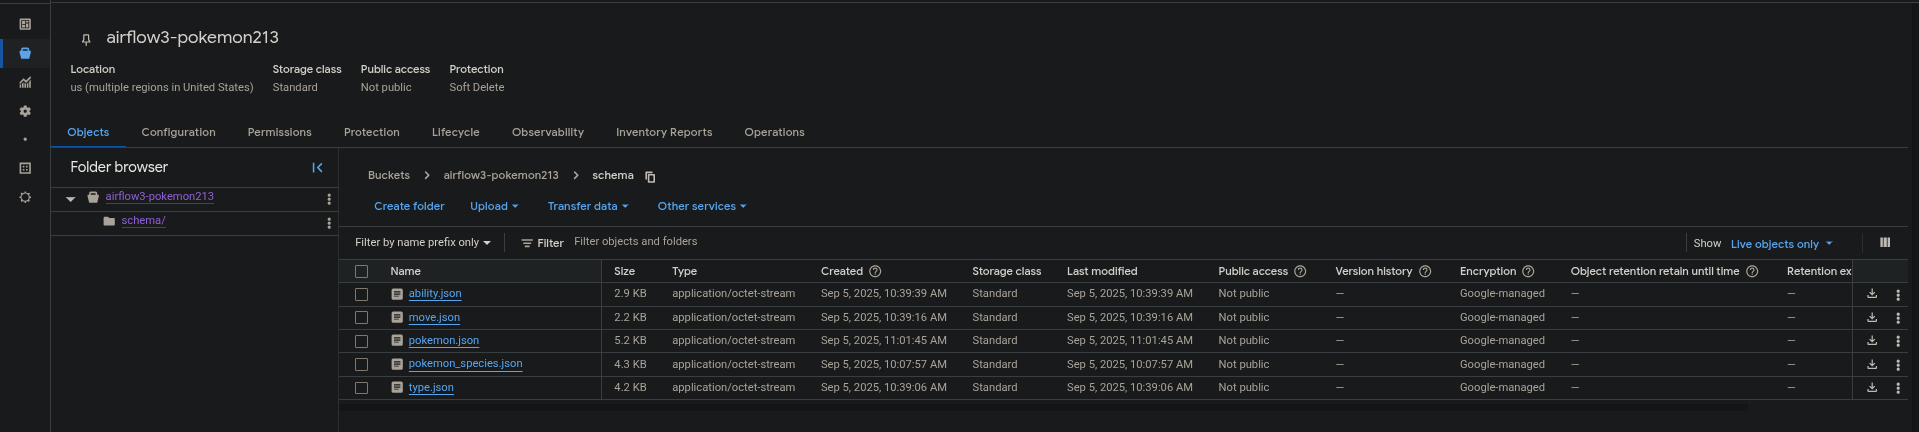 airflow3-pokemon213
Location Storage class Public access Protection
us (multiple regions in United States) Standard Not public Soft Delete
Objects Configuration Permissions Protection Lifecycle Observability Inventory Reports Operations
Folder browser
airflow3-pokemon213
schema/
Buckets > airflow3-pokemon213 > schema
Create folder Upload Transfer data Other services
Filter by name prefix only Filter Filter objects and folders Show Live objects only
Name Size Type Created Storage class Last modified Public access Version history Encryption Object retention retain until time Retention ex
ability.json 2.9 KB application/octet-stream Sep 5, 2025, 10:39:39 AM Standard Sep 5, 2025, 10:39:39 AM Not public — Google-managed — —
move.json 2.2 KB application/octet-stream Sep 5, 2025, 10:39:16 AM Standard Sep 5, 2025, 10:39:16 AM Not public — Google-managed — —
pokemon.json 5.2 KB application/octet-stream Sep 5, 2025, 11:01:45 AM Standard Sep 5, 2025, 11:01:45 AM Not public — Google-managed — —
pokemon_species.json 4.3 KB application/octet-stream Sep 5, 2025, 10:07:57 AM Standard Sep 5, 2025, 10:07:57 AM Not public — Google-managed — —
type.json 4.2 KB application/octet-stream Sep 5, 2025, 10:39:06 AM Standard Sep 5, 2025, 10:39:06 AM Not public — Google-managed — —